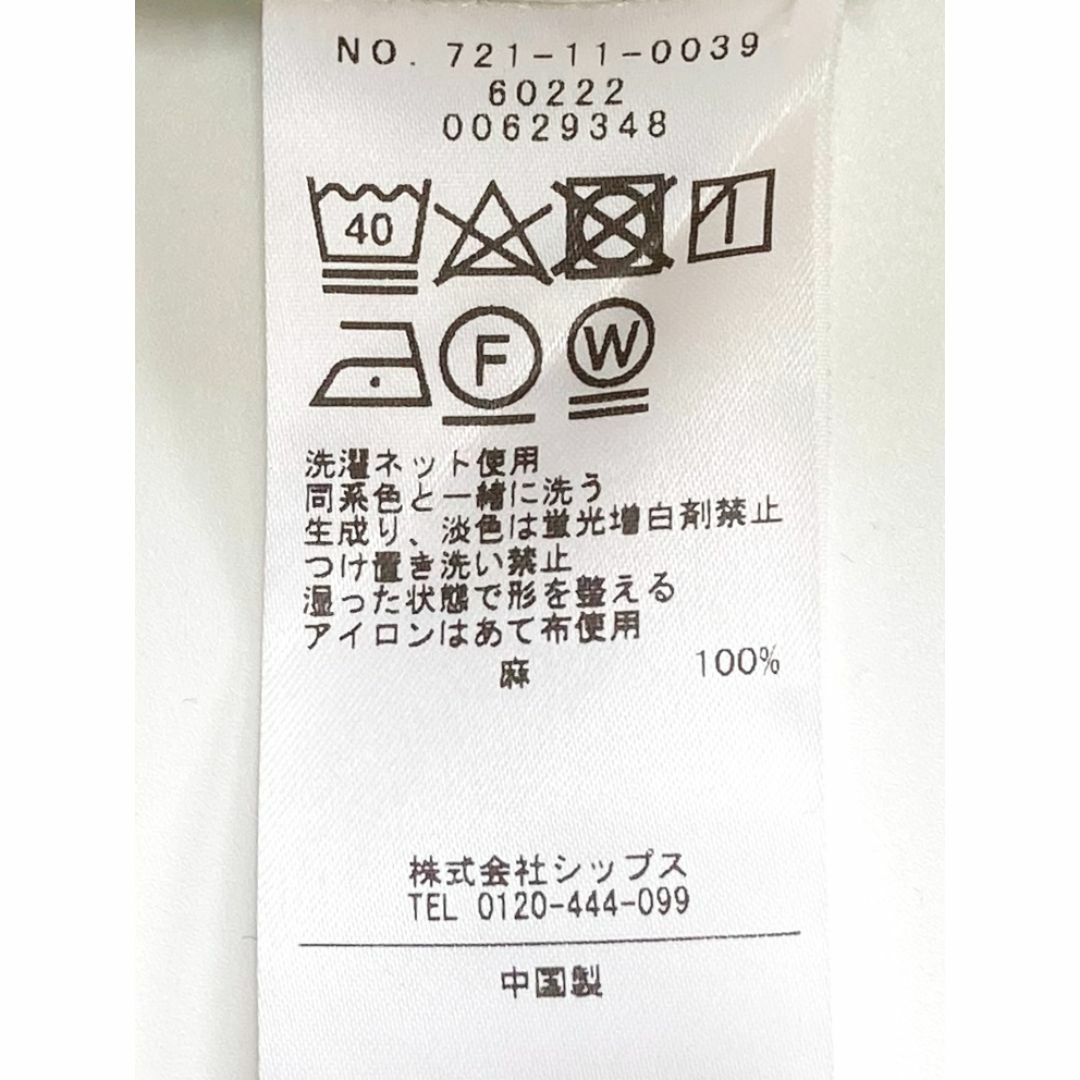 NO. 721-11-0039
60222
00629348
40
F
W
洗濯ネット使用
同系色と一緒に洗う
生成り、淡色は蛍光増白剤禁止
つけ置き洗い禁止
湿った状態で形を整える
アイロンはあて布使用
麻 100%
株式会社シップス
TEL 0120-444-099
中国製